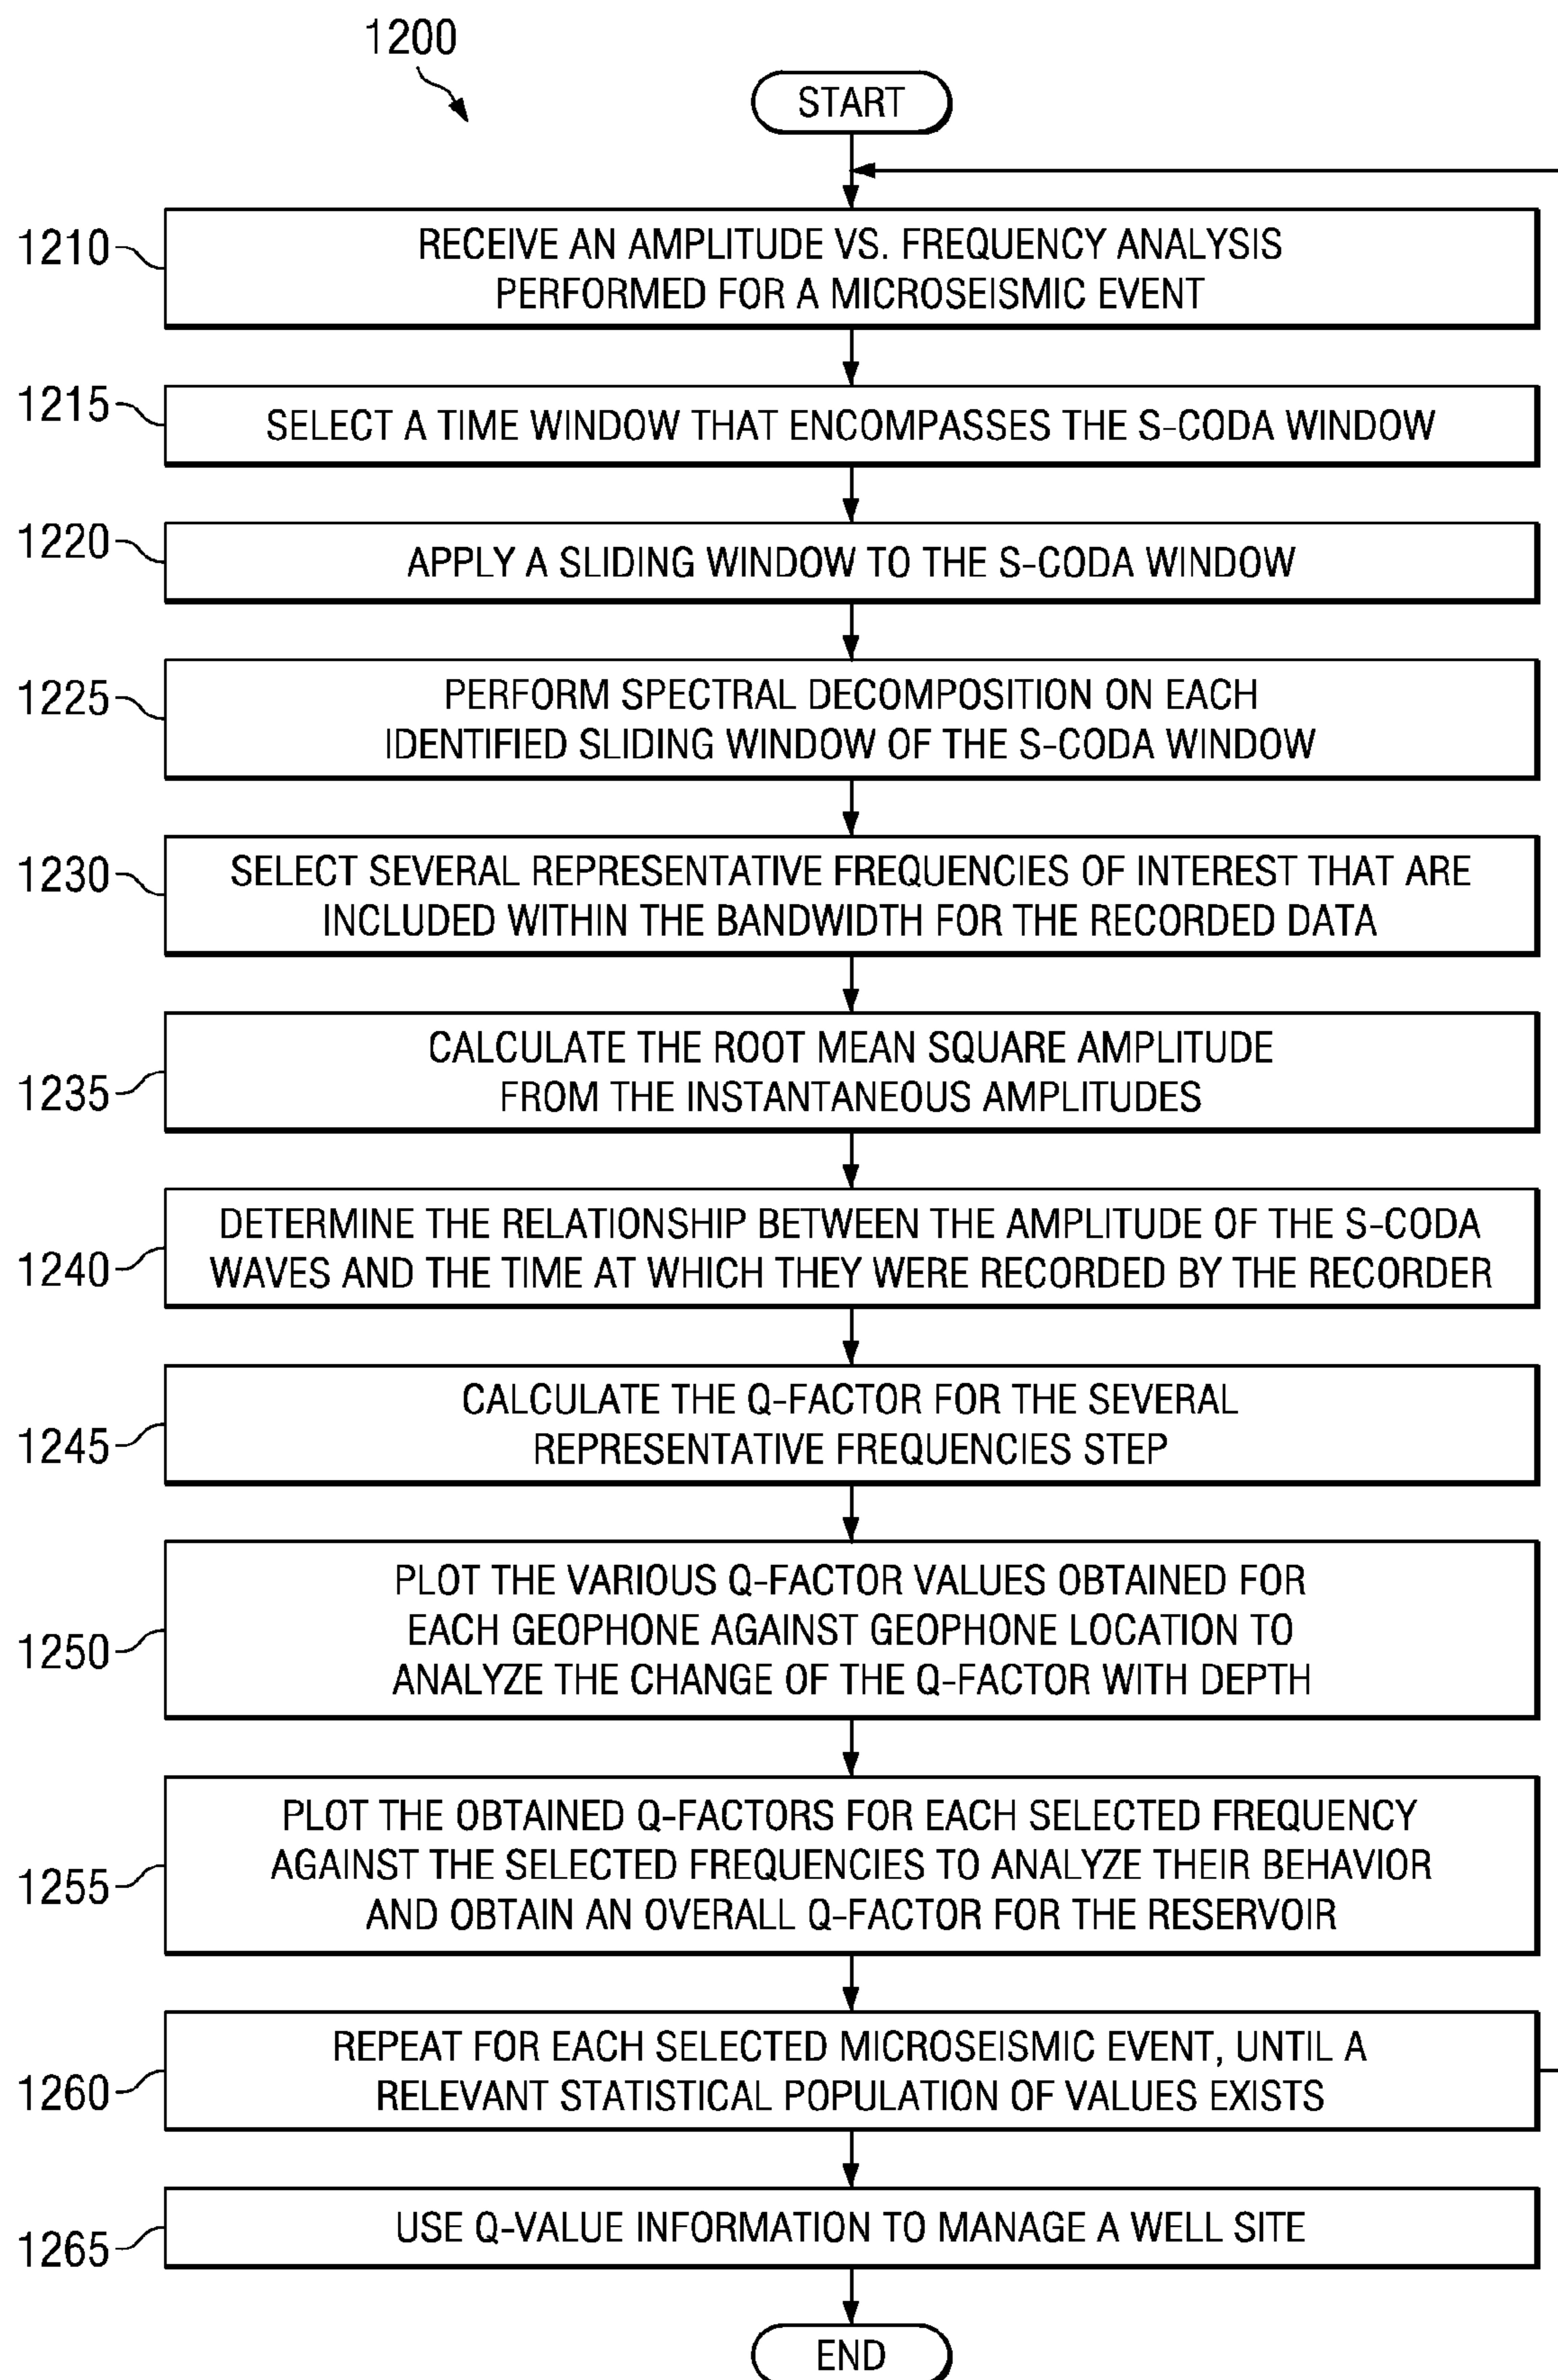 1200
START
1210
RECEIVE AN AMPLITUDE VS. FREQUENCY ANALYSIS
PERFORMED FOR A MICROSEISMIC EVENT
1215
SELECT A TIME WINDOW THAT ENCOMPASSES THE S-CODA WINDOW
1220
APPLY A SLIDING WINDOW TO THE S-CODA WINDOW
1225
PERFORM SPECTRAL DECOMPOSITION ON EACH
IDENTIFIED SLIDING WINDOW OF THE S-CODA WINDOW
1230
SELECT SEVERAL REPRESENTATIVE FREQUENCIES OF INTEREST THAT ARE
INCLUDED WITHIN THE BANDWIDTH FOR THE RECORDED DATA
1235
CALCULATE THE ROOT MEAN SQUARE AMPLITUDE
FROM THE INSTANTANEOUS AMPLITUDES
1240
DETERMINE THE RELATIONSHIP BETWEEN THE AMPLITUDE OF THE S-CODA
WAVES AND THE TIME AT WHICH THEY WERE RECORDED BY THE RECORDER
1245
CALCULATE THE Q-FACTOR FOR THE SEVERAL
REPRESENTATIVE FREQUENCIES STEP
1250
PLOT THE VARIOUS Q-FACTOR VALUES OBTAINED FOR
EACH GEOPHONE AGAINST GEOPHONE LOCATION TO
ANALYZE THE CHANGE OF THE Q-FACTOR WITH DEPTH
1255
PLOT THE OBTAINED Q-FACTORS FOR EACH SELECTED FREQUENCY
AGAINST THE SELECTED FREQUENCIES TO ANALYZE THEIR BEHAVIOR
AND OBTAIN AN OVERALL Q-FACTOR FOR THE RESERVOIR
1260
REPEAT FOR EACH SELECTED MICROSEISMIC EVENT, UNTIL A
RELEVANT STATISTICAL POPULATION OF VALUES EXISTS
1265
USE Q-VALUE INFORMATION TO MANAGE A WELL SITE
END